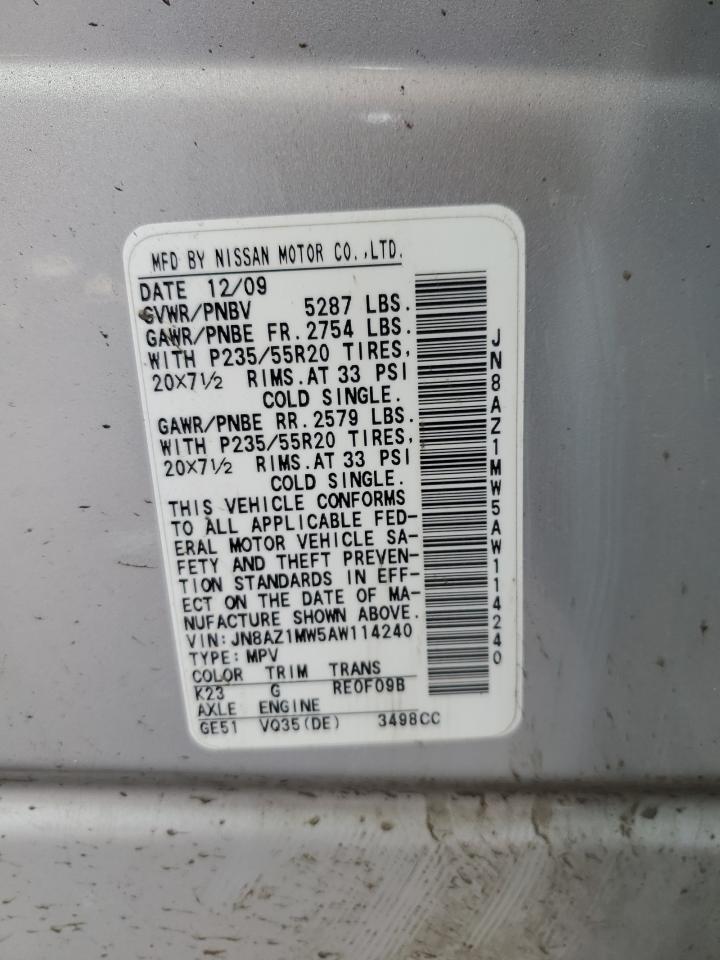 MFD BY NISSAN MOTOR CO.,LTD.
DATE 12/09
GVWR/PNBV 5287 LBS.
GAWR/PNBE FR.2754 LBS.
WITH P235/55R20 TIRES,
20X7½ RIMS.AT 33 PSI
COLD SINGLE.
GAWR/PNBE RR.2579 LBS.
WITH P235/55R20 TIRES,
20X7½ RIMS.AT 33 PSI
COLD SINGLE.
THIS VEHICLE CONFORMS
TO ALL APPLICABLE FED-
ERAL MOTOR VEHICLE SA-
FETY AND THEFT PREVEN-
TION STANDARDS IN EFF-
ECT ON THE DATE OF MA-
NUFACTURE SHOWN ABOVE.
VIN:JN8AZ1MW5AW114240
TYPE:MPV
COLOR TRIM TRANS
K23 G RE0F09B
AXLE ENGINE
GE51 VQ35(DE) 3498CC
JN8AZ1MW5AW114240